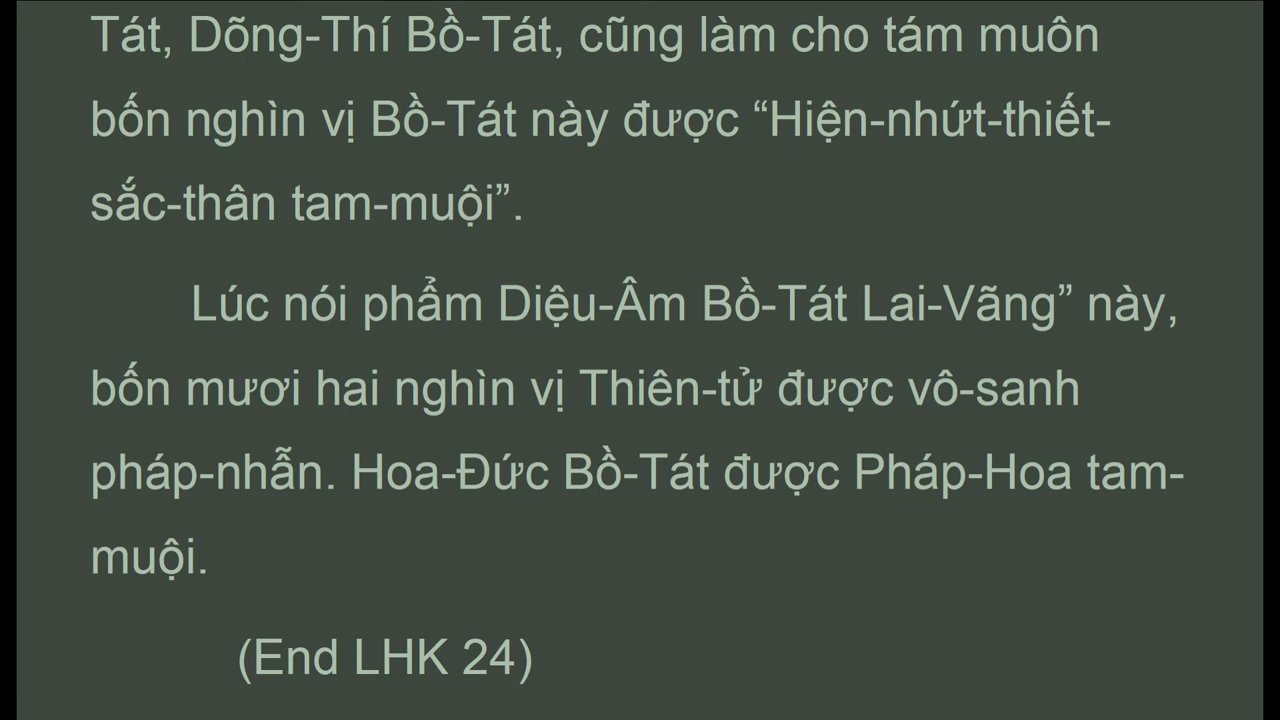 Tát, Dõng-Thí Bồ-Tát, cũng làm cho tám muôn
bốn nghìn vị Bồ-Tát này được “Hiện-nhứt-thiết-
sắc-thân tam-muội”.
Lúc nói phẩm Diệu-Âm Bồ-Tát Lai-Vãng” này,
bốn mươi hai nghìn vị Thiên-tử được vô-sanh
pháp-nhẫn. Hoa-Đức Bồ-Tát được Pháp-Hoa tam-
muội.
(End LHK 24)